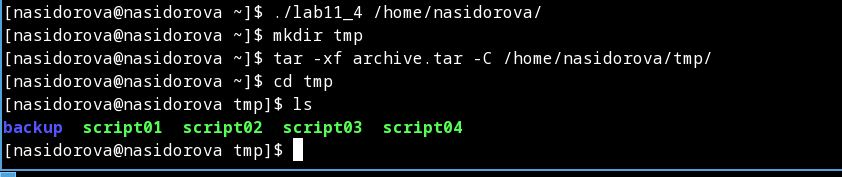 [nasidorova@nasidorova ~]$ ./lab11_4 /home/nasidorova/
[nasidorova@nasidorova ~]$ mkdir tmp
[nasidorova@nasidorova ~]$ tar -xf archive.tar -C /home/nasidorova/tmp/
[nasidorova@nasidorova ~]$ cd tmp
[nasidorova@nasidorova tmp]$ ls
backup  script01  script02  script03  script04
[nasidorova@nasidorova tmp]$